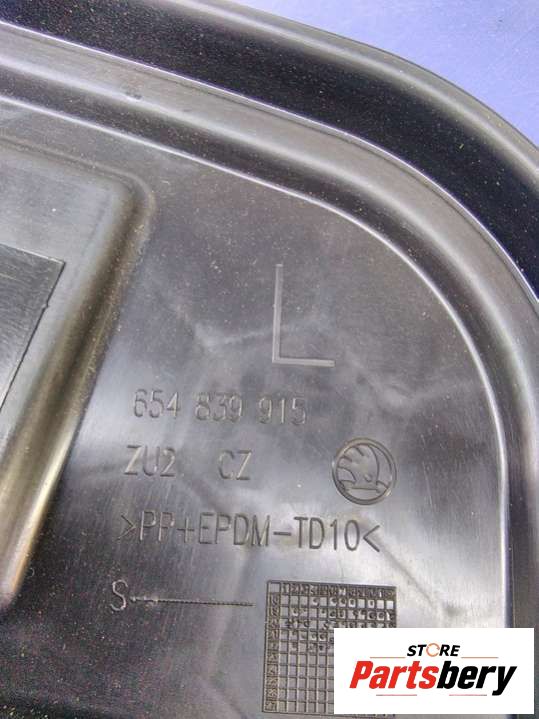 L
654 839 915
ZU2 CZ
>PP+EPDM-TD10<
S
STORE
Partsbery